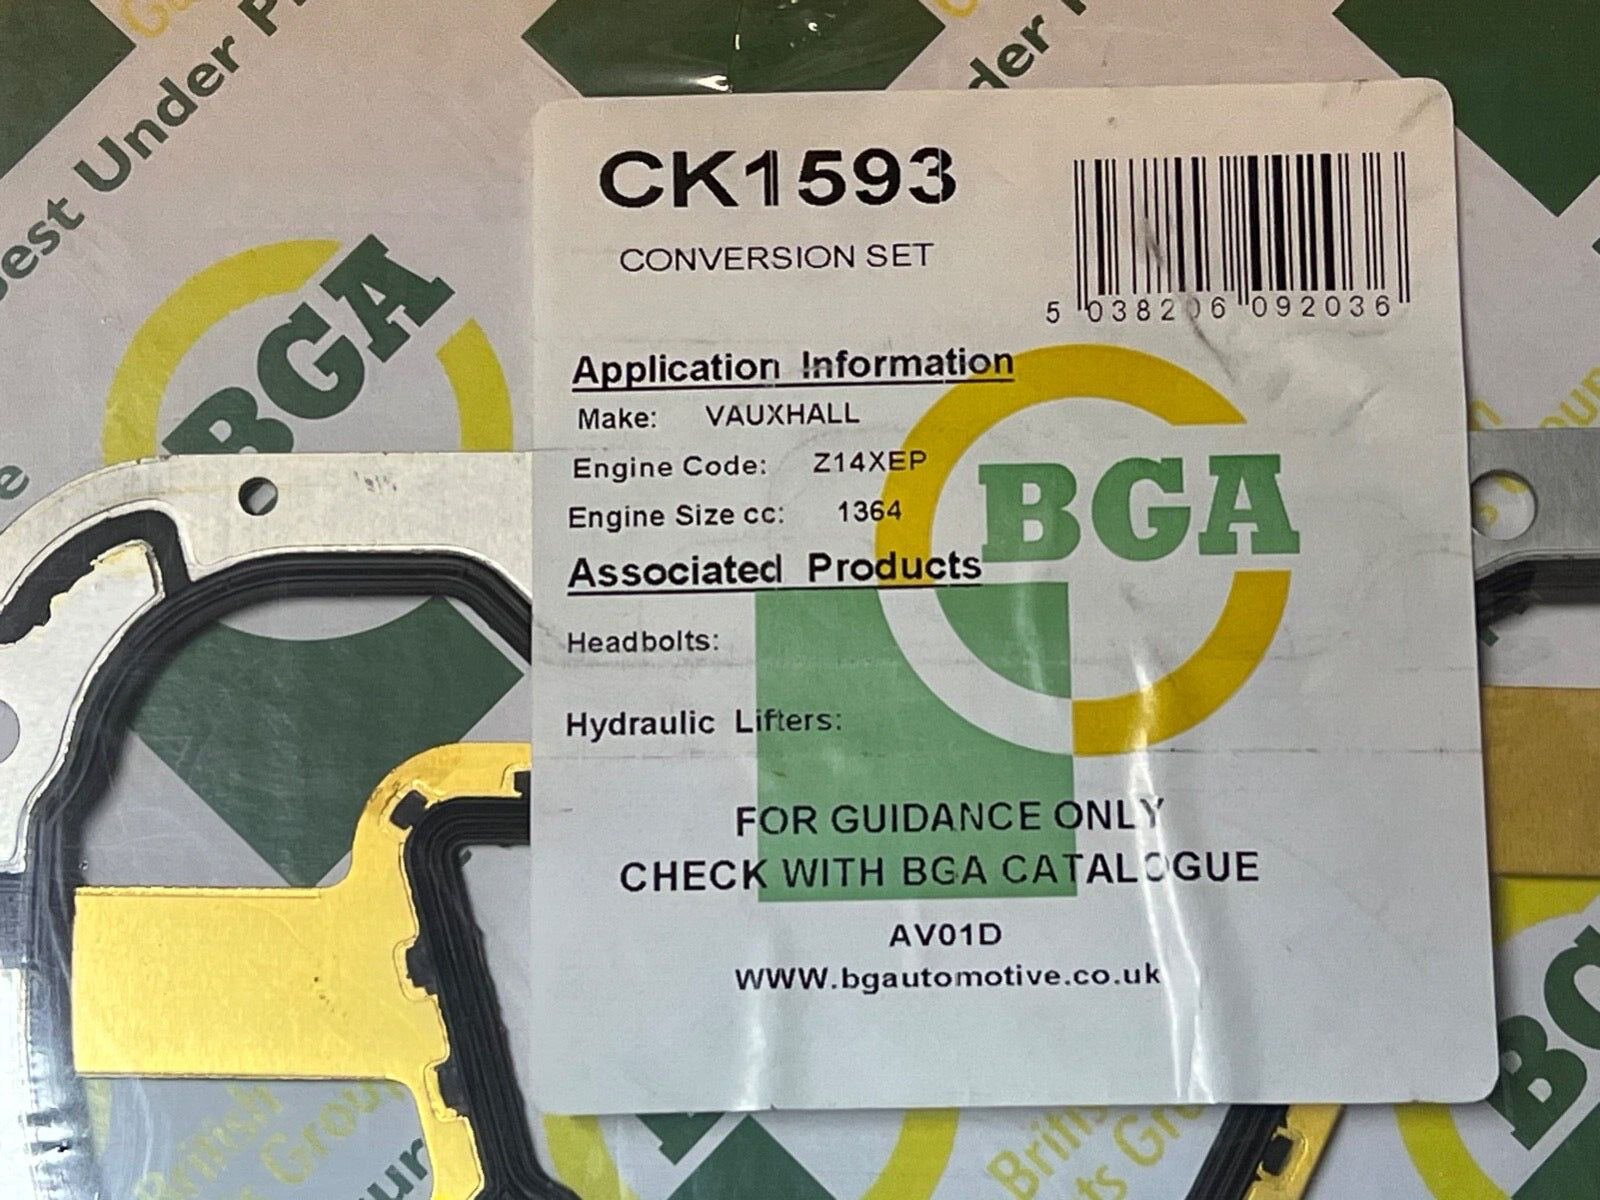 est Under P
der
BGA
CK1593
CONVERSION SET
5 038206 092036
Application Information
Make: VAUXHALL
Engine Code: Z14XEP
Engine Size cc: 1364
BGA
Associated Products
Headbolts:
Hydraulic Lifters:
FOR GUIDANCE ONLY
CHECK WITH BGA CATALOGUE
AV01D
WWW.bgautomotive.co.uk
British
Group